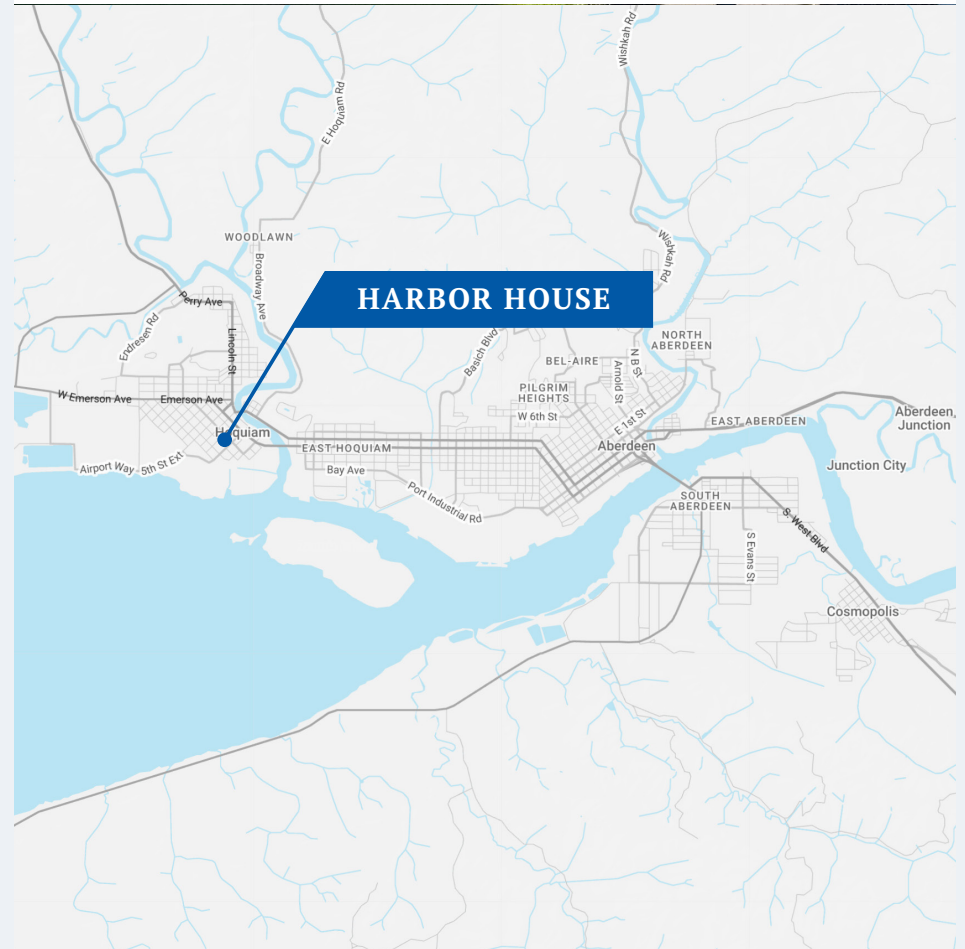 Wishkah Rd
E Hoquiam Rd
WOODLAWN
Broadway Ave
Wishkah Rd
HARBOR HOUSE
Perry Ave
Endresen Rd
Lincoln St
Basich Blvd
NORTH
ABERDEEN
BEL-AIRE
N B St
Arnold St
PILGRIM
HEIGHTS
W Emerson Ave
Emerson Ave
W 6th St
E 1st St
EAST ABERDEEN
Aberdeen
Junction
Hoquiam
EAST HOQUIAM
Aberdeen
Airport Way - 5th St Ext
Bay Ave
Junction City
Port Industrial Rd
SOUTH
ABERDEEN
S. West Blvd
S Evans St
Cosmopolis